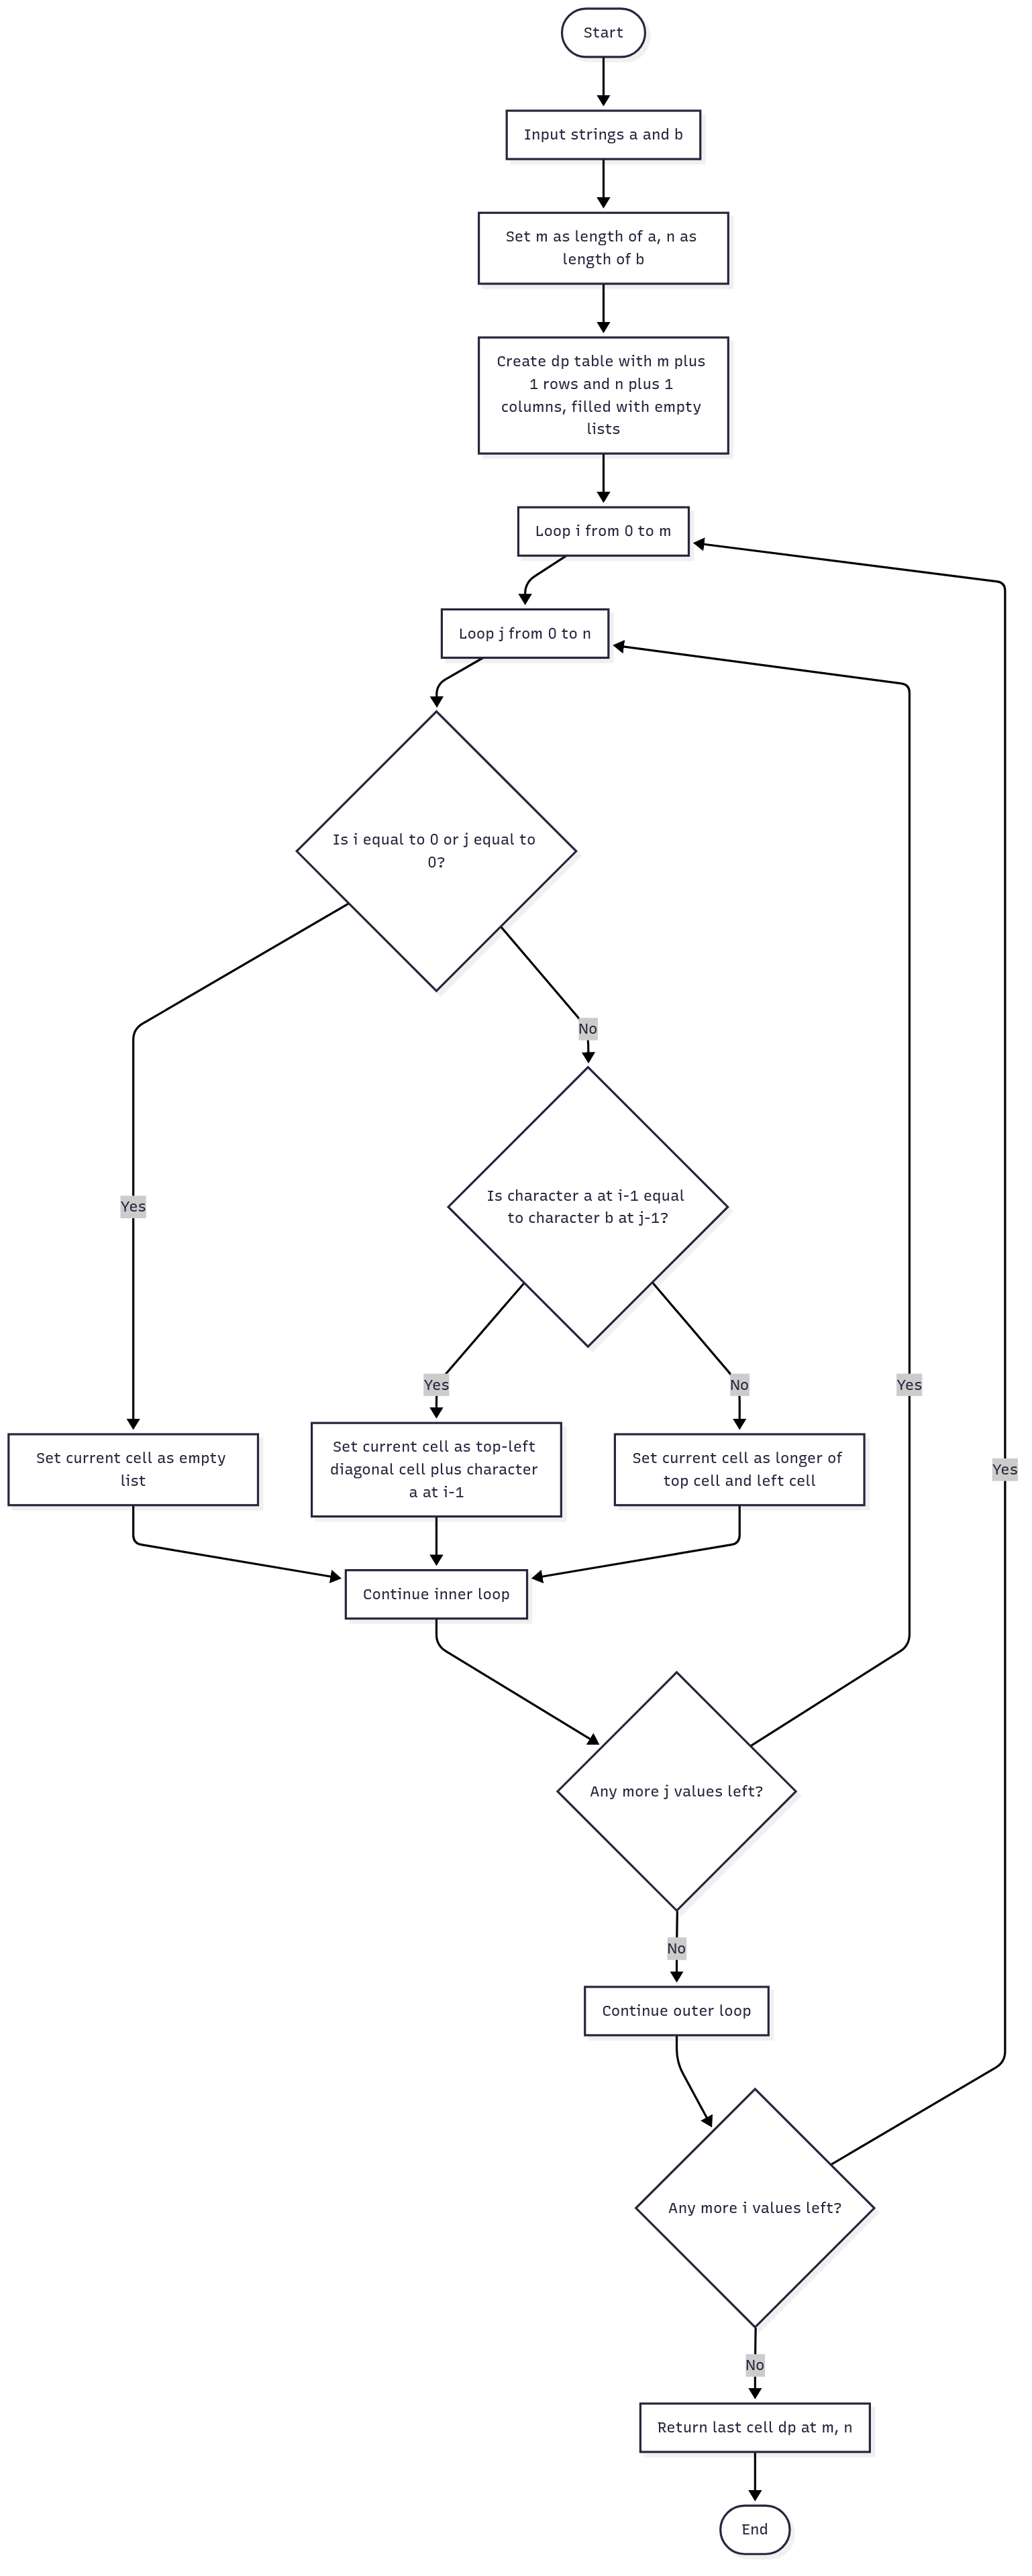 Start
Input strings a and b
Set m as length of a, n as
length of b
Create dp table with m plus
1 rows and n plus 1
columns, filled with empty
lists
Loop i from 0 to m
Loop j from 0 to n
Is i equal to 0 or j equal to
0?
No
Yes
Is character a at i-1 equal
to character b at j-1?
Yes
No
Yes
Set current cell as empty
list
Set current cell as top-left
diagonal cell plus character
a at i-1
Set current cell as longer of
top cell and left cell
Yes
Continue inner loop
Any more j values left?
No
Continue outer loop
Any more i values left?
No
Return last cell dp at m, n
End